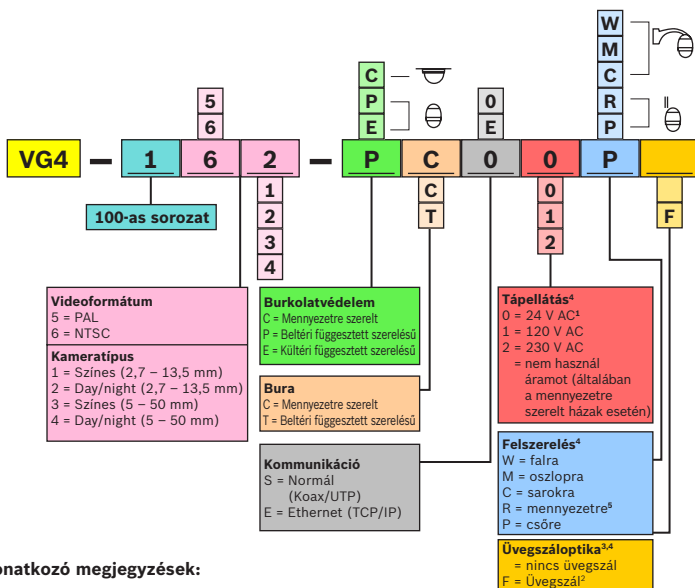 W
M
C
R
P
C
P
E
0
E
5
6
VG4 – 1 6 2 – P C 0 0 P
100-as sorozat
1
2
3
4
C
T
0
1
2
F
Videoformátum
5 = PAL
6 = NTSC
Kameratípus
1 = Színes (2,7 – 13,5 mm)
2 = Day/night (2,7 – 13,5 mm)
3 = Színes (5 – 50 mm)
4 = Day/night (5 – 50 mm)
Burkolatvédelem
C = Mennyezetre szerelt
P = Beltéri függesztett szerelésű
E = Kültéri függesztett szerelésű
Bura
C = Mennyezetre szerelt
T = Beltéri függesztett szerelésű
Kommunikáció
S = Normál
(Koax/UTP)
E = Ethernet (TCP/IP)
Tápellátás⁴
0 = 24 V AC¹
1 = 120 V AC
2 = 230 V AC
= nem használ
áramot (általában
a mennyezetre
szerelt házak esetén)
Felszerelés⁴
W = falra
M = oszlopra
C = sarokra
R = mennyezetre⁵
P = csőre
Üvegszáloptika³,⁴
= nincs üvegszál
F = Üvegszál²
onatkozó megjegyzések: